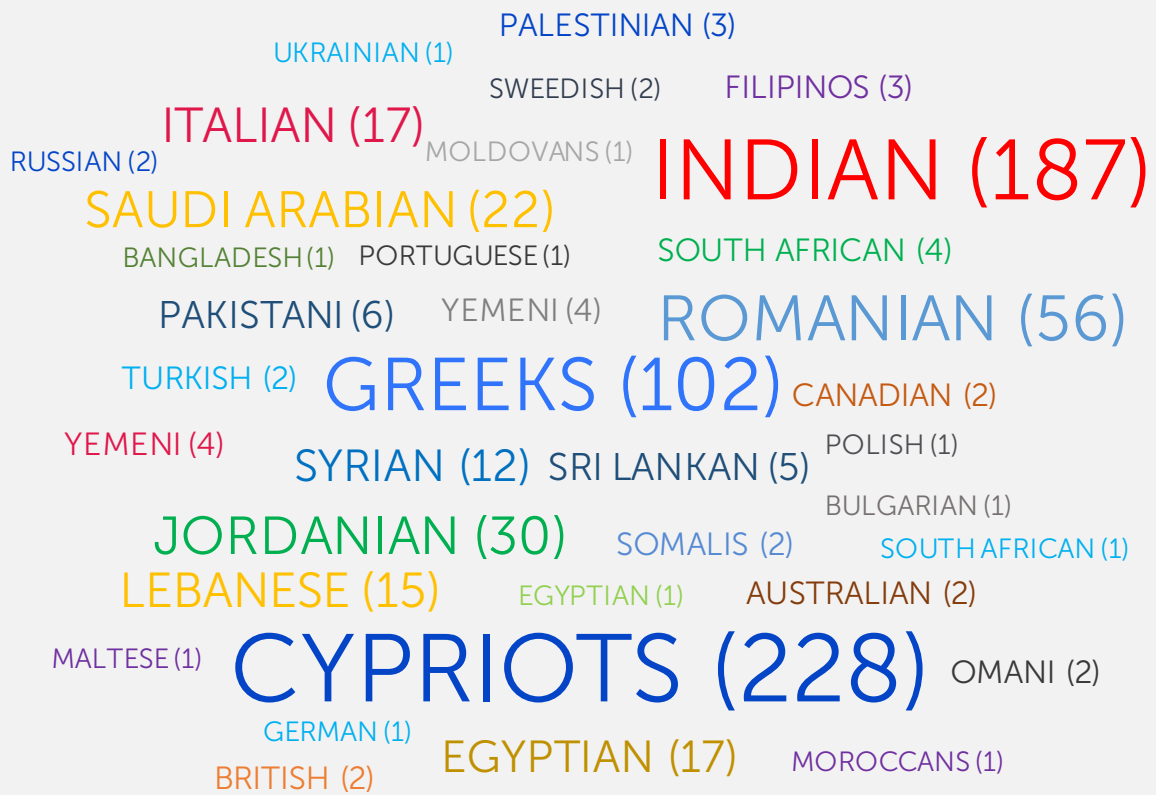 PALESTINIAN (3)
UKRAINIAN (1)
SWEEDISH (2)
FILIPINOS (3)
ITALIAN (17)
MOLDOVANS (1)
INDIAN (187)
RUSSIAN (2)
SAUDI ARABIAN (22)
BANGLADESH (1)
PORTUGUESE (1)
SOUTH AFRICAN (4)
PAKISTANI (6)
YEMENI (4)
ROMANIAN (56)
TURKISH (2)
GREEKS (102)
CANADIAN (2)
YEMENI (4)
SYRIAN (12)
SRI LANKAN (5)
POLISH (1)
BULGARIAN (1)
JORDANIAN (30)
SOMALIS (2)
SOUTH AFRICAN (1)
LEBANESE (15)
EGYPTIAN (1)
AUSTRALIAN (2)
MALTESE (1)
CYPRIOTS (228)
OMANI (2)
GERMAN (1)
EGYPTIAN (17)
MOROCCANS (1)
BRITISH (2)